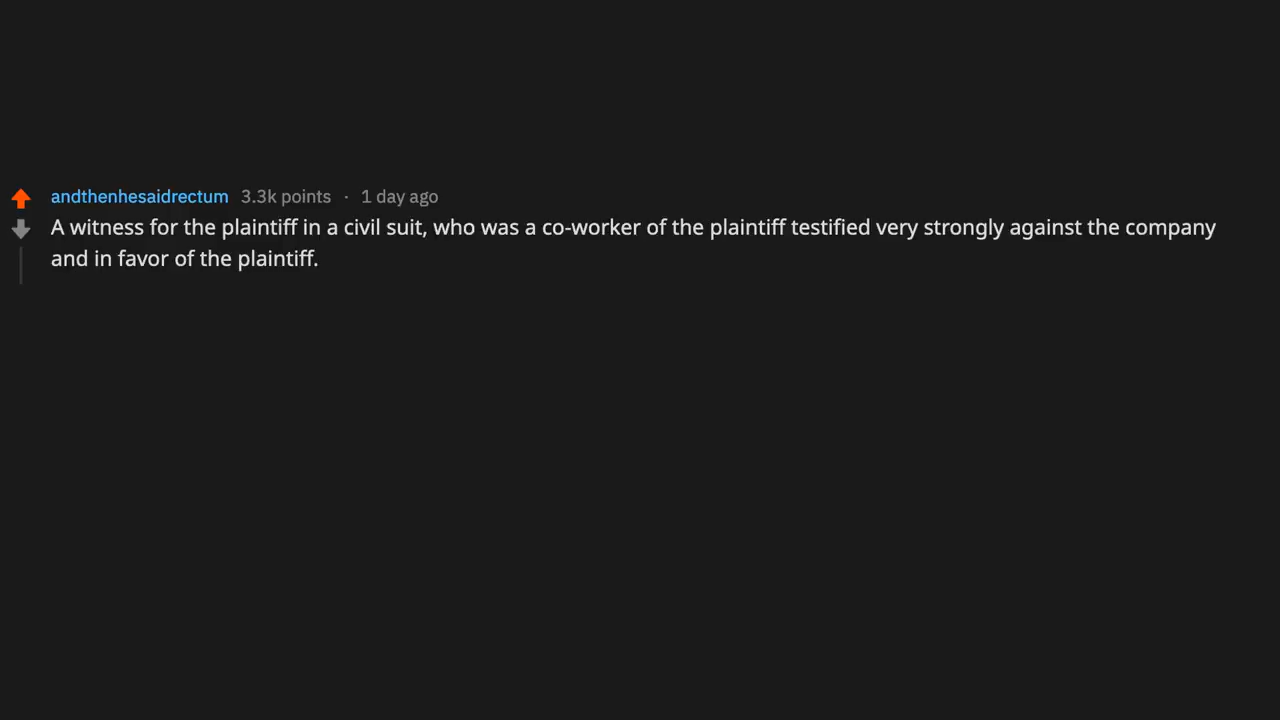 andthenhesaidrectum 3.3k points · 1 day ago
A witness for the plaintiff in a civil suit, who was a co-worker of the plaintiff testified very strongly against the company
and in favor of the plaintiff.